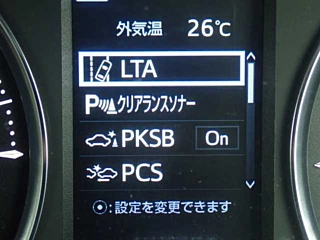 外気温 26℃
LTA
P クリアランスソナー
PKSB On
PCS
:設定を変更できます